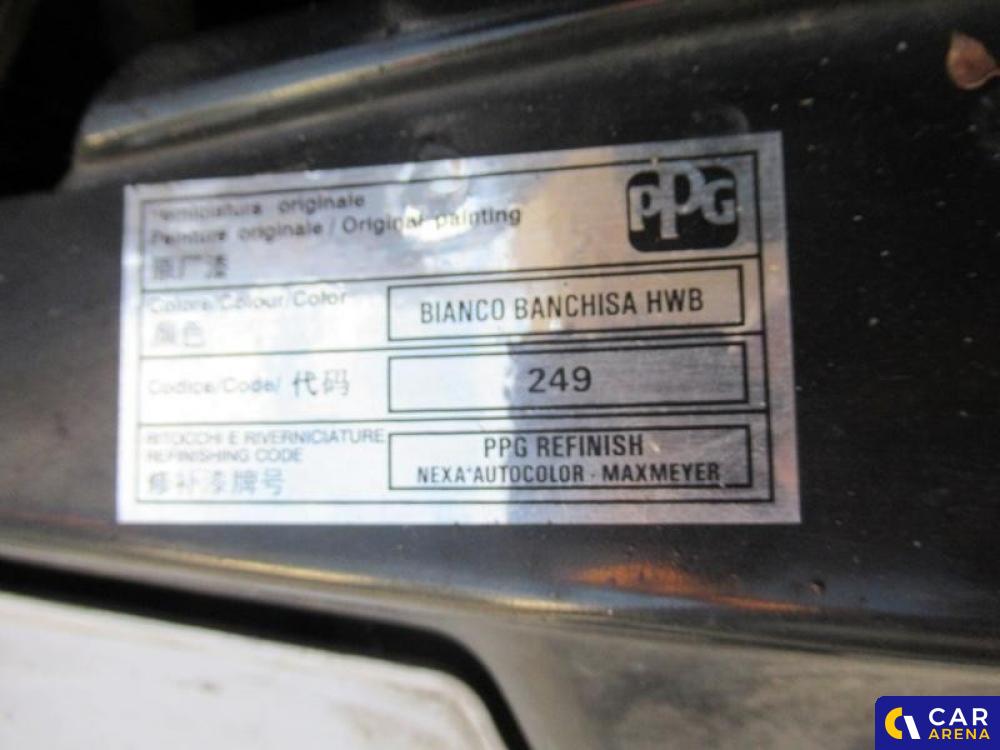 Verniciatura originale
Peinture originale / Original painting
PPG
原厂漆
Colore/Colour/Color
BIANCO BANCHISA HWB
颜色
Codice/Code/ 代码
249
RITOCCHI E RIVERNICIATURE
REFINISHING CODE
修补漆牌号
PPG REFINISH
NEXA*AUTOCOLOR - MAXMEYER
CAR
ARENA